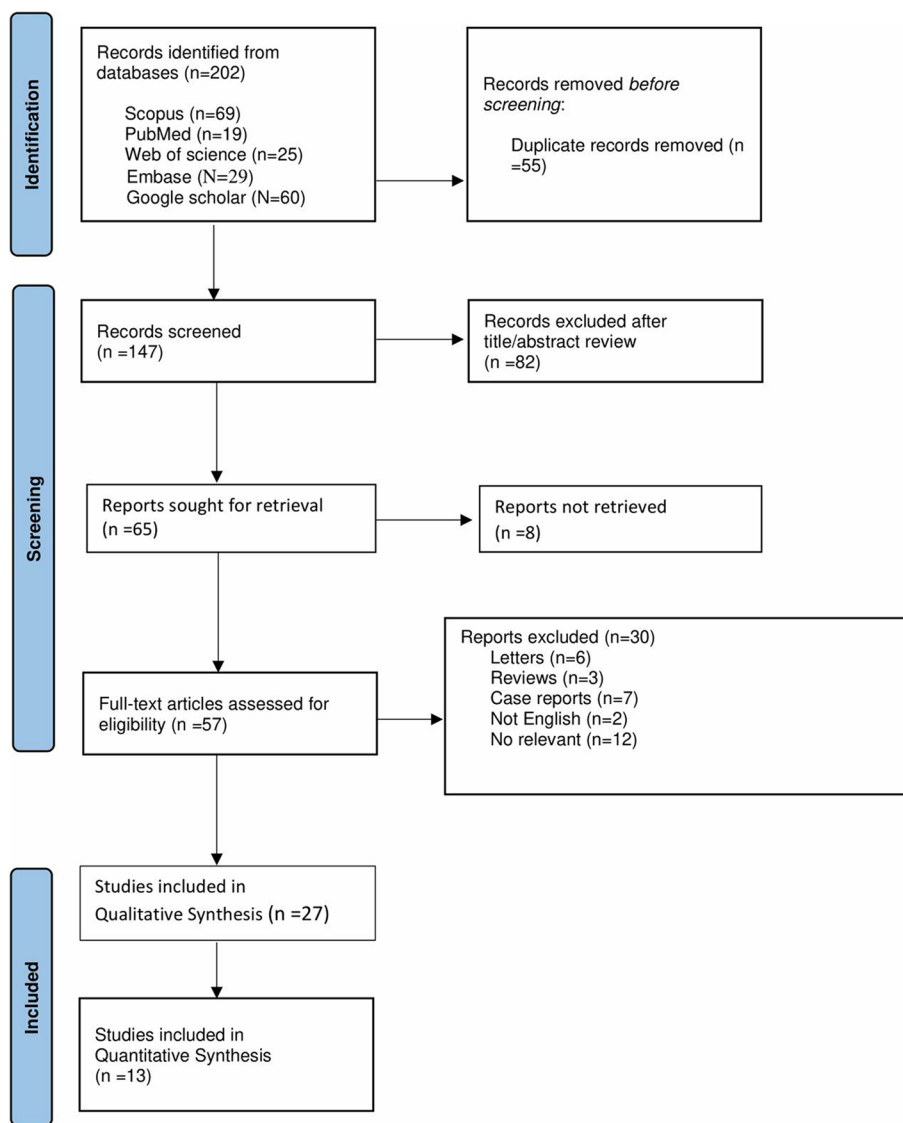 Identification
Records identified from
databases (n=202)
Scopus (n=69)
PubMed (n=19)
Web of science (n=25)
Embase (N=29)
Google scholar (N=60)
Records removed before
screening:
Duplicate records removed (n
=55)
Screening
Records screened
(n =147)
Records excluded after
title/abstract review
(n =82)
Reports sought for retrieval
(n =65)
Reports not retrieved
(n =8)
Full-text articles assessed for
eligibility (n =57)
Reports excluded (n=30)
Letters (n=6)
Reviews (n=3)
Case reports (n=7)
Not English (n=2)
No relevant (n=12)
Included
Studies included in
Qualitative Synthesis (n =27)
Studies included in
Quantitative Synthesis
(n =13)